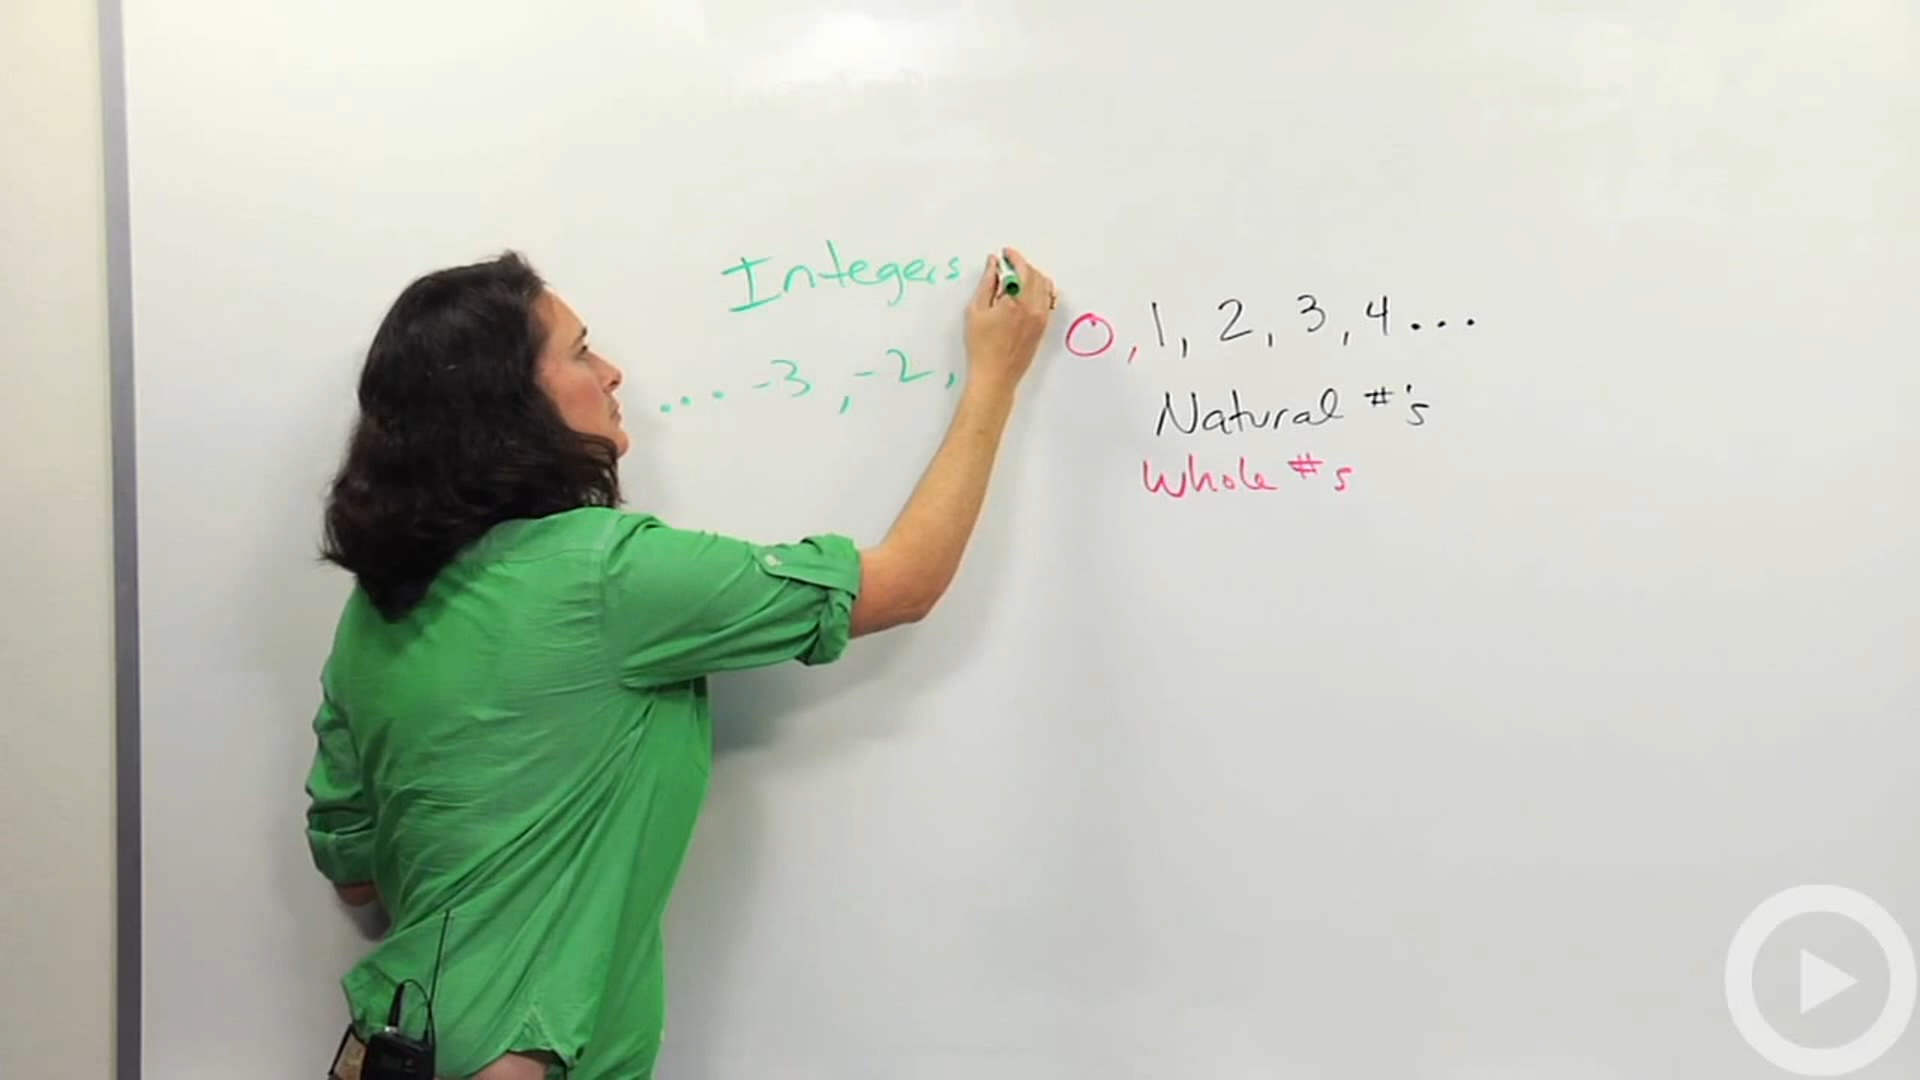 Integers
0, 1, 2, 3, 4...
... -3, -2,
Natural #'s
Whole #s